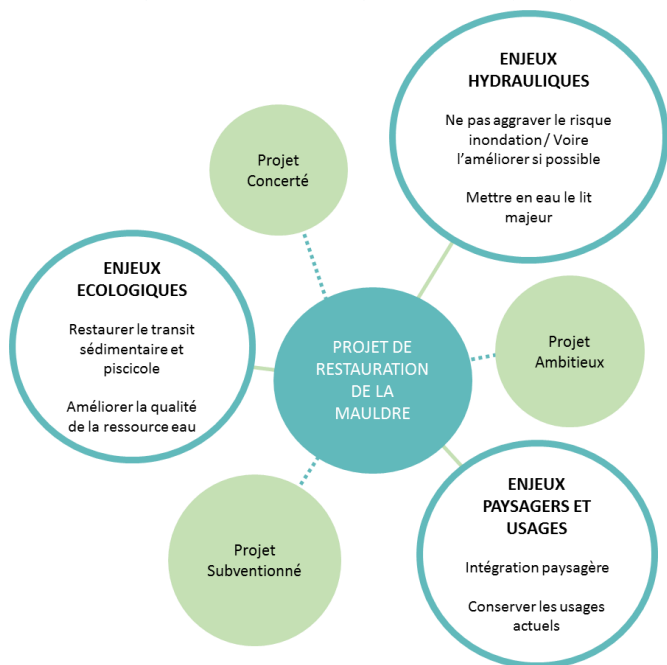 ENJEUX
HYDRAULIQUES
Ne pas aggraver le risque
inondation / Voire
l'améliorer si possible
Mettre en eau le lit
majeur
Projet
Concerté
ENJEUX
ECOLOGIQUES
Restaurer le transit
sédimentaire et
piscicole
Améliorer la qualité
de la ressource eau
PROJET DE
RESTAURATION
DE LA
MAULDRE
Projet
Ambitieux
Projet
Subventionné
ENJEUX
PAYSAGERS ET
USAGES
Intégration paysagère
Conserver les usages
actuels